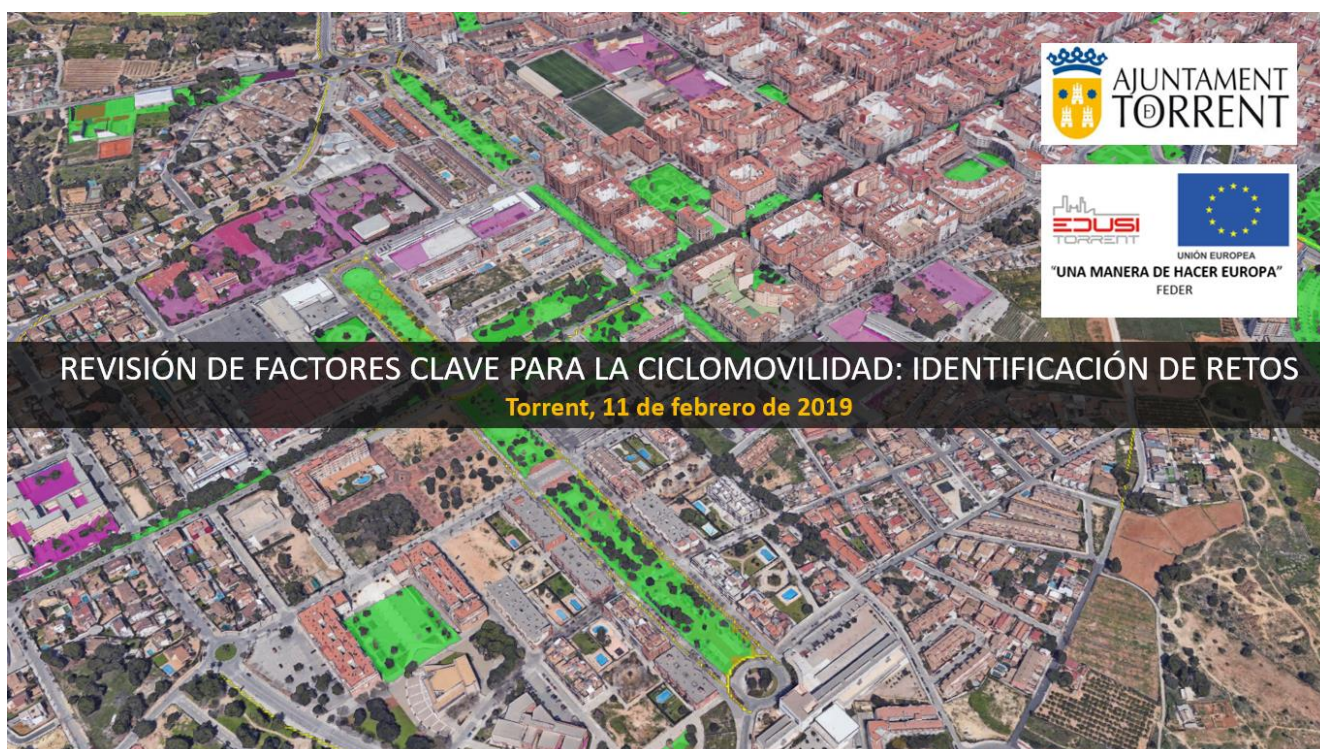 AJUNTAMENT
D TORRENT
EDUSI
TORRENT
UNIÓN EUROPEA
"UNA MANERA DE HACER EUROPA"
FEDER
REVISIÓN DE FACTORES CLAVE PARA LA CICLOMOVILIDAD: IDENTIFICACIÓN DE RETOS
Torrent, 11 de febrero de 2019